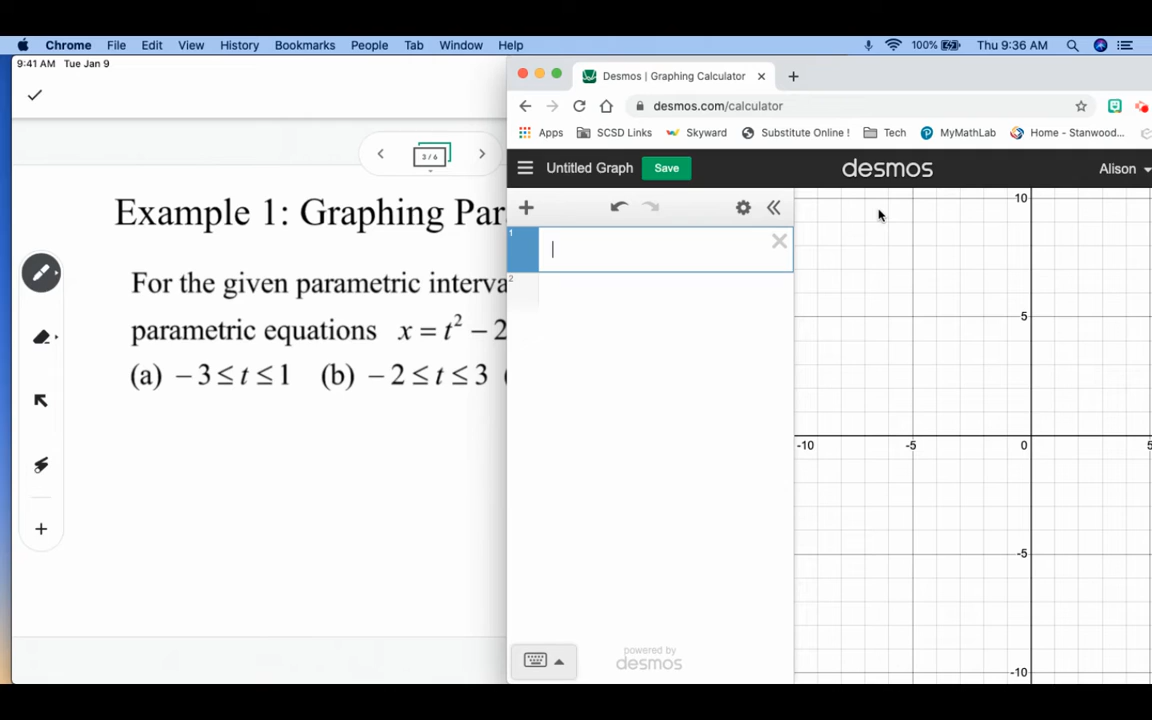 Chrome File Edit View History Bookmarks People Tab Window Help 100% Thu 9:36 AM
9:41 AM Tue Jan 9
Desmos | Graphing Calculator
desmos.com/calculator
Apps SCSD Links Skyward Substitute Online ! Tech MyMathLab Home - Stanwood...
3/6
Untitled Graph Save desmos Alison
Example 1: Graphing Par
1
For the given parametric interva
2
parametric equations x = t² − 2
(a) − 3 ≤ t ≤ 1 (b) − 2 ≤ t ≤ 3 (
10
5
-10 -5 0 5
-5
-10
powered by
desmos